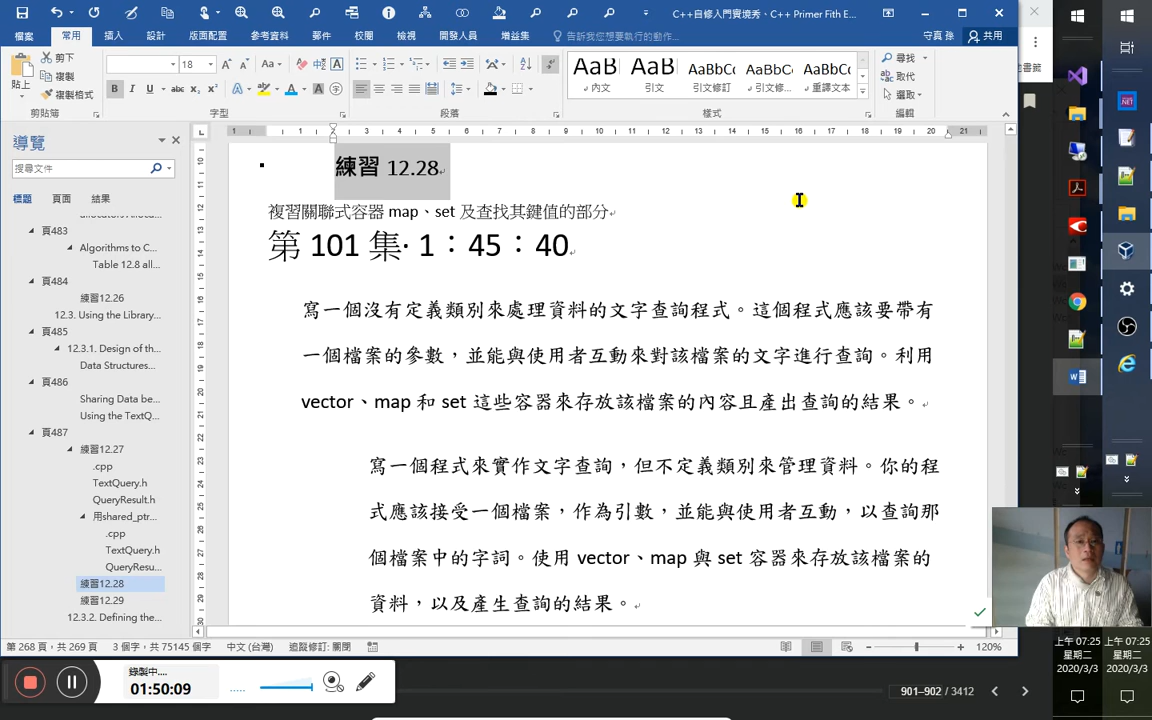 C++自修入門實境秀、C++ Primer Fith E...
檔案
常用
插入
設計
版面配置
參考資料
郵件
校閱
檢視
開發人員
增益集
告訴我您想要執行的動作...
守真 孫
共用
貼上
剪下
複製
複製格式
剪貼簿
18
字型
段落
AaB
AaB
AaBbC
AaBbC
AaBbC
內文
內文
引文修訂
引文修...
重譯文本
樣式
尋找
取代
選取
編輯
導覽
搜尋文件
標題
頁面
結果
頁483
Algorithms to C...
Table 12.8 all...
頁484
練習12.26
12.3. Using the Library...
頁485
12.3.1. Design of th...
Data Structures...
頁486
Sharing Data be...
Using the TextQ...
頁487
練習12.27
.cpp
TextQuery.h
QueryResult.h
用shared_ptr...
.cpp
TextQuery.h
QueryResu...
練習12.28
練習12.29
12.3.2. Defining the...
練習 12.28
複習關聯式容器 map、set 及查找其鍵值的部分
第 101 集· 1：45：40
寫一個沒有定義類別來處理資料的文字查詢程式。這個程式應該要帶有
一個檔案的參數，並能與使用者互動來對該檔案的文字進行查詢。利用
vector、map 和 set 這些容器來存放該檔案的內容且產出查詢的結果。
寫一個程式來實作文字查詢，但不定義類別來管理資料。你的程
式應該接受一個檔案，作為引數，並能與使用者互動，以查詢那
個檔案中的字詞。使用 vector、map 與 set 容器來存放該檔案的
資料，以及產生查詢的結果。
第 268 頁，共 269 頁
3 個字，共 75145 個字
中文 (台灣)
追蹤修訂: 關閉
120%
錄製中....
01:50:09
901–902 / 3412
上午 07:25
星期二
2020/3/3
上午 07:25
星期二
2020/3/3